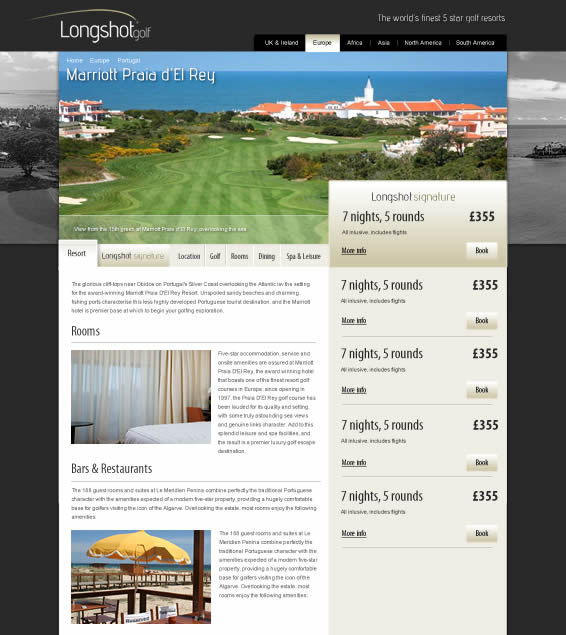 Longshot golf
The world's finest 5 star golf resorts
UK & Ireland Europe Africa Asia North America South America
Home Europe Portugal
Marriott Praia d'El Rey
View from the 15th green at Marriott Praia D'El Rey, overlooking the sea
Resort Longshot signature Location Golf Rooms Dining Spa & Leisure
The glorious cliff-tops near Obidos on Portugal's Silver Coast overlooking the Atlantic lav the setting
for the award-winning Marriott Praia D'El Rey Resort. Unspoiled sandy beaches and charming
fishing ports characterise this less highly developed Portuguese tourist destination, and the Marriott
hotel is premier base at which to begin your golfing exploration.
Rooms
Five-star accommodation, service and
onsite amenities are assured at Marriott
Praia D'El Rey, the award winning hotel
that boasts one of the finest resort golf
courses in Europe; since opening in
1997, the Praia D'El Rey golf course has
been lauded for its quality and setting,
with some truly astounding sea views
and genuine links character. Add to this
splendid leisure and spa facilities, and
the result is a premier luxury golf escape
destination.
Bars & Restaurants
The 188 guest rooms and suites at Le Meridien Penina combine perfectly the traditional Portuguese
character with the amenities expected of a modern five-star property, providing a hugely comfortable
base for golfers visiting the icon of the Algarve. Overlooking the estate, most rooms enjoy the following
amenities:
The 188 guest rooms and suites at Le
Meridien Penina combine perfectly the
traditional Portuguese character with the
amenities expected of a modern five-star
property, providing a hugely comfortable
base for golfers visiting the icon of the
Algarve. Overlooking the estate, most
rooms enjoy the following amenities:
Reserved
Longshot signature
7 nights, 5 rounds £355
All inlusive, includes flights
More info Book
7 nights, 5 rounds £355
All inlusive, includes flights
More info Book
7 nights, 5 rounds £355
All inlusive, includes flights
More info Book
7 nights, 5 rounds £355
All inlusive, includes flights
More info Book
7 nights, 5 rounds £355
All inlusive, includes flights
More info Book